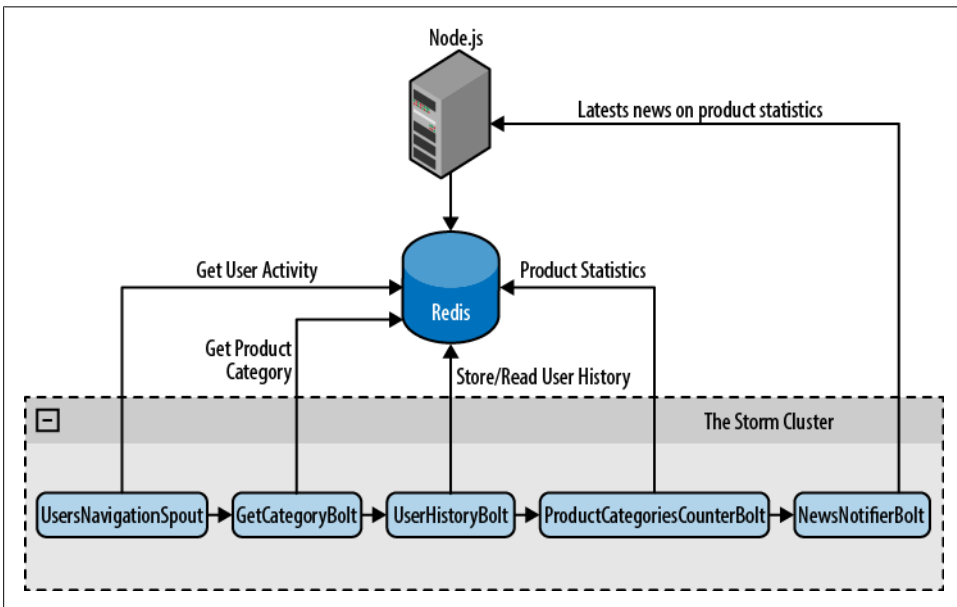 Node.js
Latests news on product statistics
Get User Activity
Product Statistics
Redis
Get Product
Category
Store/Read User History
The Storm Cluster
UsersNavigationSpout
GetCategoryBolt
UserHistoryBolt
ProductCategoriesCounterBolt
NewsNotifierBolt